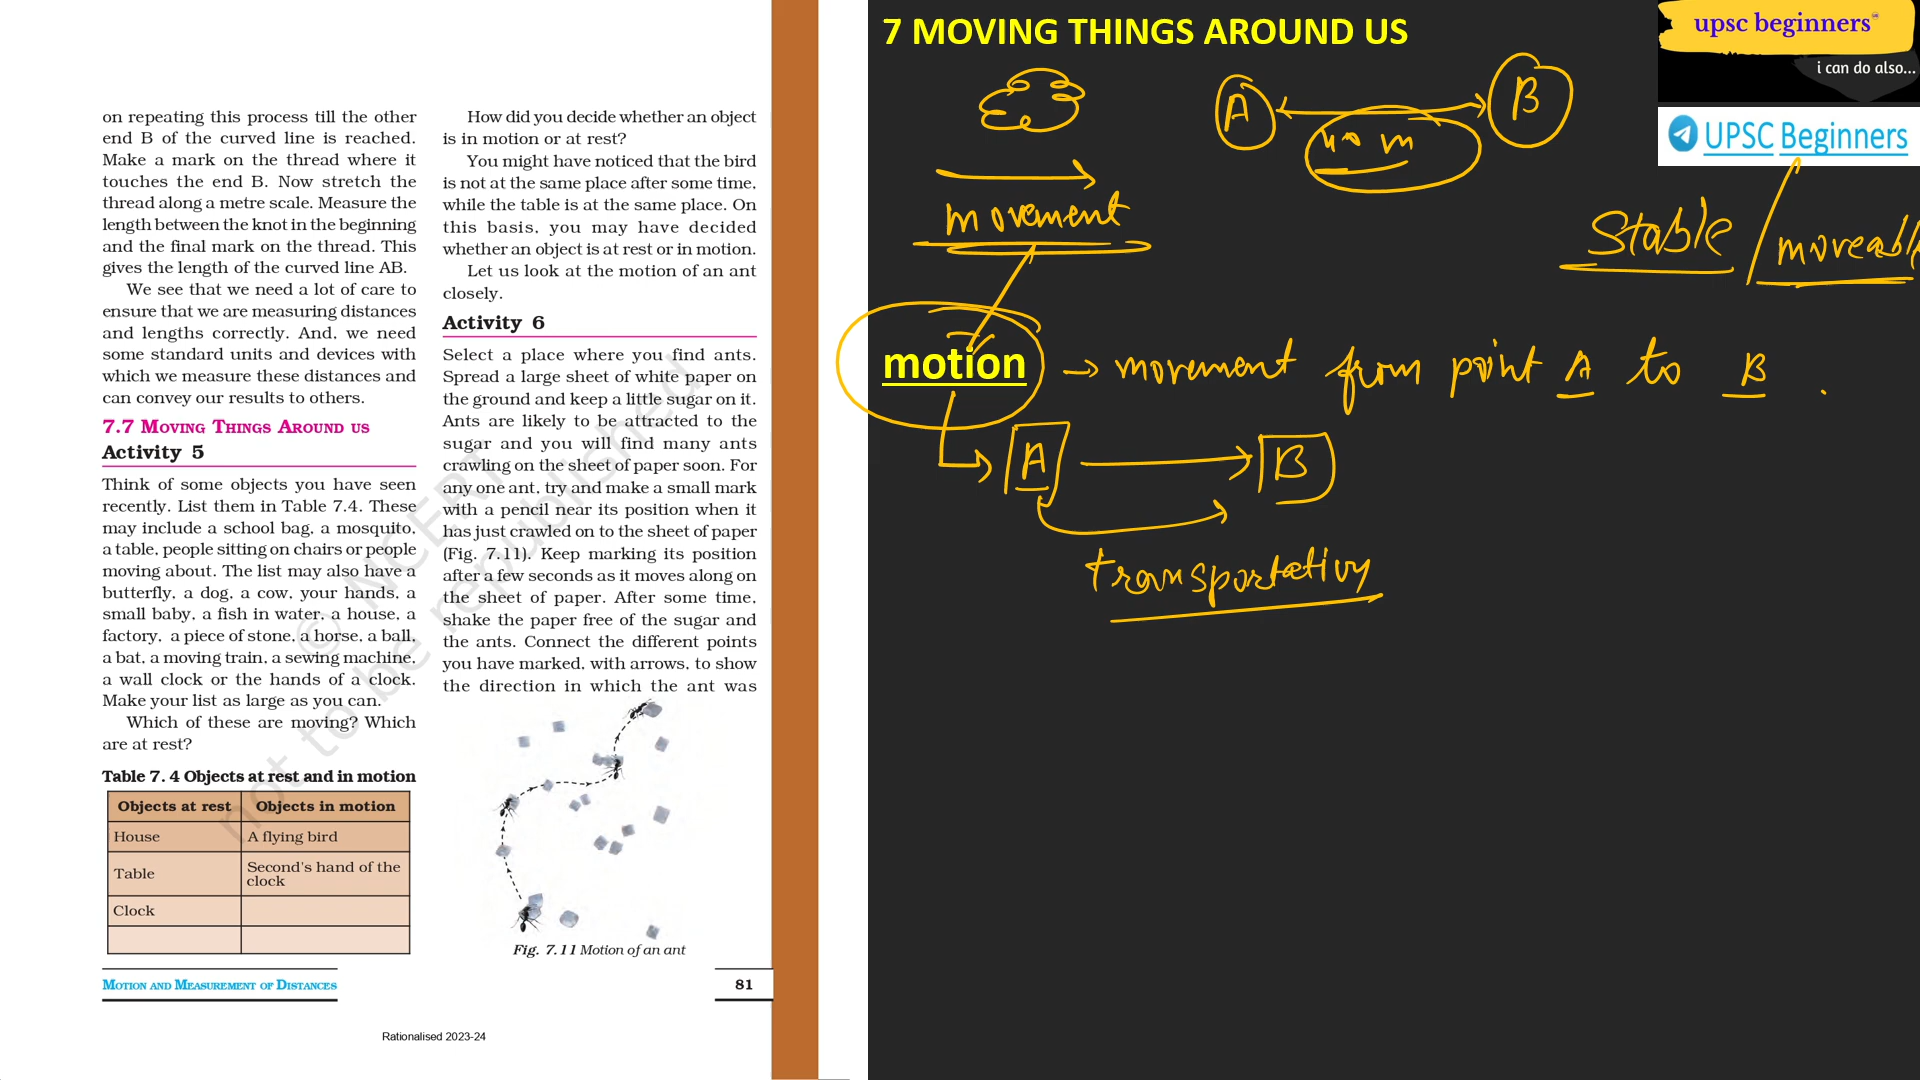 on repeating this process till the other
end B of the curved line is reached.
Make a mark on the thread where it
touches the end B. Now stretch the
thread along a metre scale. Measure the
length between the knot in the beginning
and the final mark on the thread. This
gives the length of the curved line AB.
We see that we need a lot of care to
ensure that we are measuring distances
and lengths correctly. And, we need
some standard units and devices with
which we measure these distances and
can convey our results to others.
7.7 MOVING THINGS AROUND US
Activity 5
Think of some objects you have seen
recently. List them in Table 7.4. These
may include a school bag, a mosquito,
a table, people sitting on chairs or people
moving about. The list may also have a
butterfly, a dog, a cow, your hands, a
small baby, a fish in water, a house, a
factory, a piece of stone, a horse, a ball,
a bat, a moving train, a sewing machine,
a wall clock or the hands of a clock.
Make your list as large as you can.
Which of these are moving? Which
are at rest?
Table 7. 4 Objects at rest and in motion
Objects at rest Objects in motion
House A flying bird
Table Second's hand of the
clock
Clock
How did you decide whether an object
is in motion or at rest?
You might have noticed that the bird
is not at the same place after some time,
while the table is at the same place. On
this basis, you may have decided
whether an object is at rest or in motion.
Let us look at the motion of an ant
closely.
Activity 6
Select a place where you find ants.
Spread a large sheet of white paper on
the ground and keep a little sugar on it.
Ants are likely to be attracted to the
sugar and you will find many ants
crawling on the sheet of paper soon. For
any one ant, try and make a small mark
with a pencil near its position when it
has just crawled on to the sheet of paper
(Fig. 7.11). Keep marking its position
after a few seconds as it moves along on
the sheet of paper. After some time,
shake the paper free of the sugar and
the ants. Connect the different points
you have marked, with arrows, to show
the direction in which the ant was
Fig. 7.11 Motion of an ant
MOTION AND MEASUREMENT OF DISTANCES
81
Rationalised 2023-24
© NCERT
not to be republished
7 MOVING THINGS AROUND US
upsc beginners
i can do also...
UPSC Beginners
A B
m
movement
Stable / moveabl
motion → movement from point A to B .
A → B